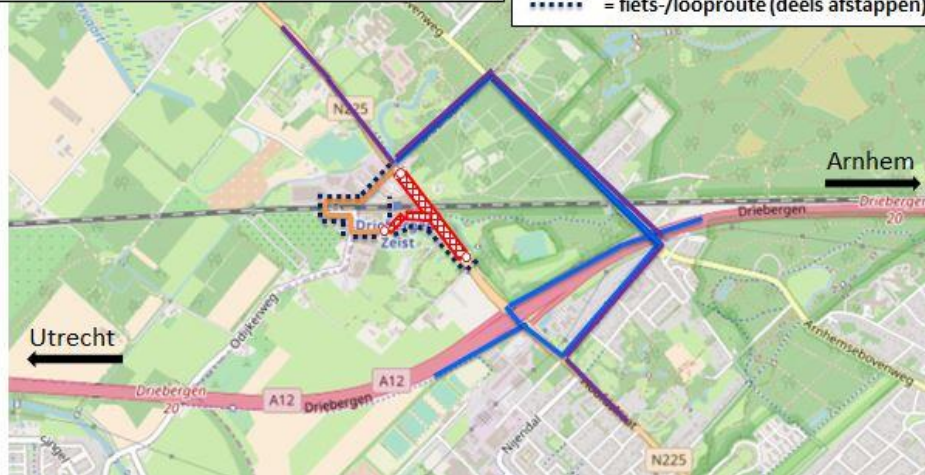 = fiets-/looproute (deels afstappen)
N225
Arnhem
Driebergen
20
Driebergen
Zeist
Odijkerweg
Utrecht
Arnhemsebovenweg
A12
Driebergen
20
A12
Driebergen
Nijendal
N225